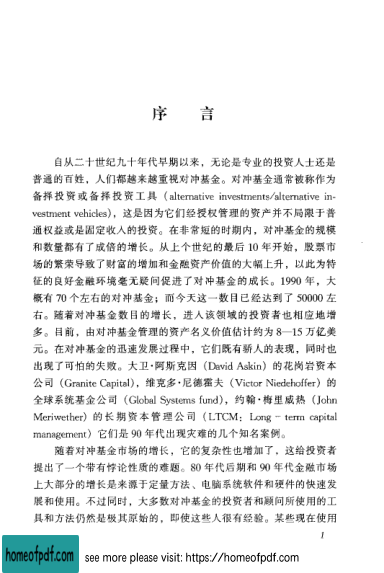 序 言
自从二十世纪九十年代早期以来，无论是专业的投资人士还是
普通的百姓，人们都越来越重视对冲基金。对冲基金通常被称作为
备择投资或备择投资工具（alternative investments/alternative in-
vestment vehicles），这是因为它们经授权管理的资产并不局限于普
通权益或是固定收入的投资。在非常短的时期内，对冲基金的规模
和数量都有了成倍的增长。从上个世纪的最后 10 年开始，股票市
场的繁荣导致了财富的增加和金融资产价值的大幅上升，以此为特
征的良好金融环境毫无疑问促进了对冲基金的成长。1990 年，大
概有 70 个左右的对冲基金；而今天这一数目已经达到了 50000 左
右。随着对冲基金数目的增长，进入该领域的投资者也相应地增
多。目前，由对冲基金管理的资产名义价值估计约为 8—15 万亿美
元。在对冲基金的迅速发展过程中，它们既有骄人的表现，同时也
出现了可怕的失败。大卫·阿斯克因（David Askin）的花岗岩资本
公司（Granite Capital），维克多·尼德霍夫（Victor Niedehoffer）的
全球系统基金公司（Global Systems fund），约翰·梅里威热（John
Meriwether）的长期资本管理公司（LTCM；Long - term capital
management）它们是 90 年代出现灾难的几个知名案例。
随着对冲基金市场的增长，它的复杂性也增加了，这给投资者
提出了一个带有悖论性质的难题。80 年代后期和 90 年代金融市场
上大部分的增长是来源于定量方法、电脑系统软件和硬件的快速发
展和使用。不过同时，大多数对冲基金的投资者和顾问所使用的工
具和方法仍然是极其原始的，即使这些人很有经验。某些现在使用
1
homeofpdf.com
see more please visit: https://homeofpdf.com